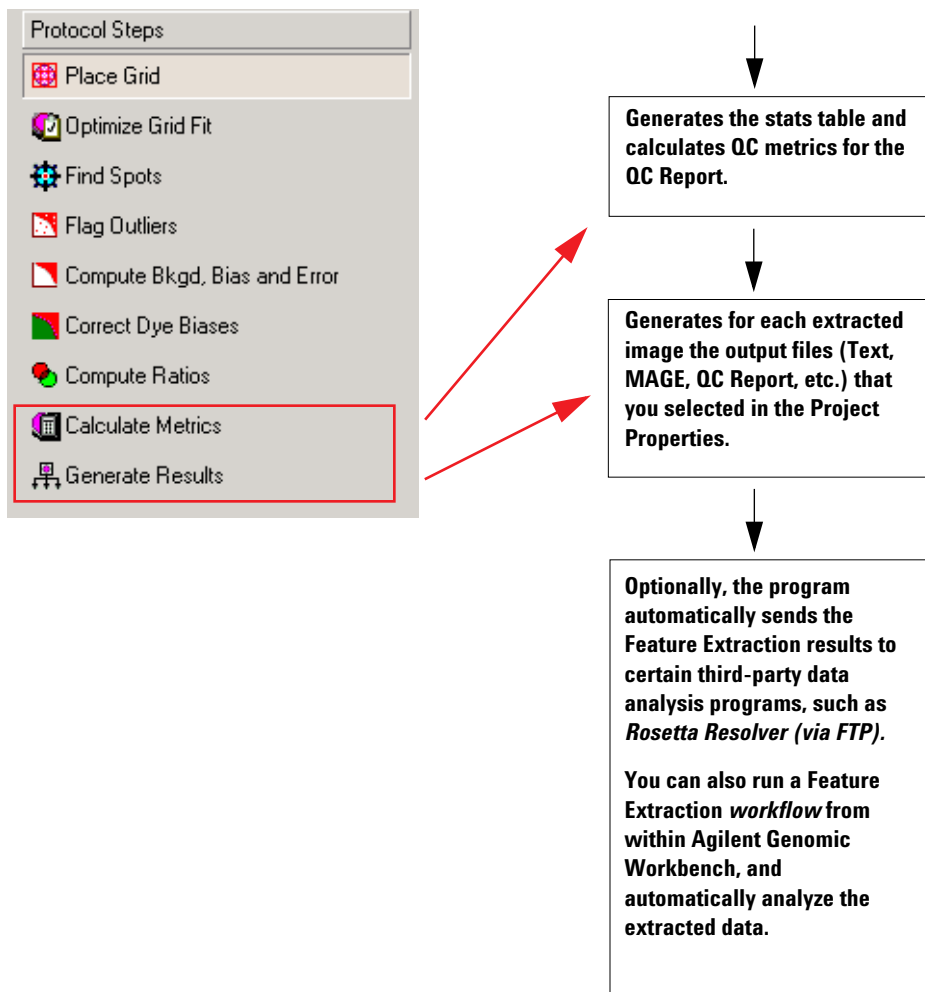 Protocol Steps
Place Grid
Optimize Grid Fit
Find Spots
Flag Outliers
Compute Bkgd, Bias and Error
Correct Dye Biases
Compute Ratios
Calculate Metrics
Generate Results
Generates the stats table and
calculates QC metrics for the
QC Report.
Generates for each extracted
image the output files (Text,
MAGE, QC Report, etc.) that
you selected in the Project
Properties.
Optionally, the program
automatically sends the
Feature Extraction results to
certain third-party data
analysis programs, such as
Rosetta Resolver (via FTP).
You can also run a Feature
Extraction workflow from
within Agilent Genomic
Workbench, and
automatically analyze the
extracted data.